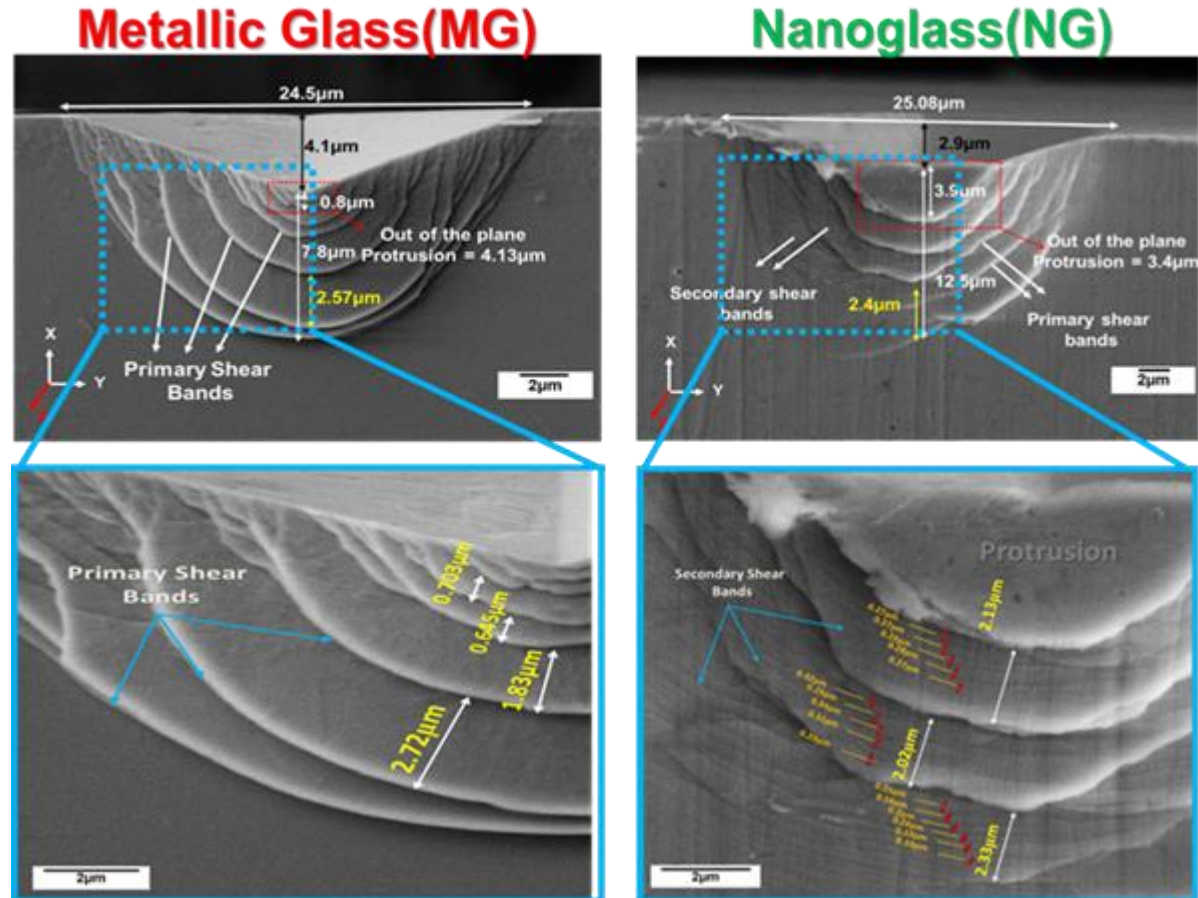 Metallic Glass(MG)
Nanoglass(NG)
24.5µm
4.1µm
0.8µm
Out of the plane
Protrusion = 4.13µm
7.8µm
2.57µm
Primary Shear
Bands
X
Y
2µm
25.08µm
2.9µm
3.9µm
Out of the plane
Protrusion = 3.4µm
12.5µm
Secondary shear
bands
2.4µm
Primary shear
bands
X
Y
2µm
Primary Shear
Bands
0.703µm
0.645µm
1.83µm
2.72µm
2µm
Protrusion
Secondary Shear
Bands
2.13µm
2.02µm
2.33µm
2µm